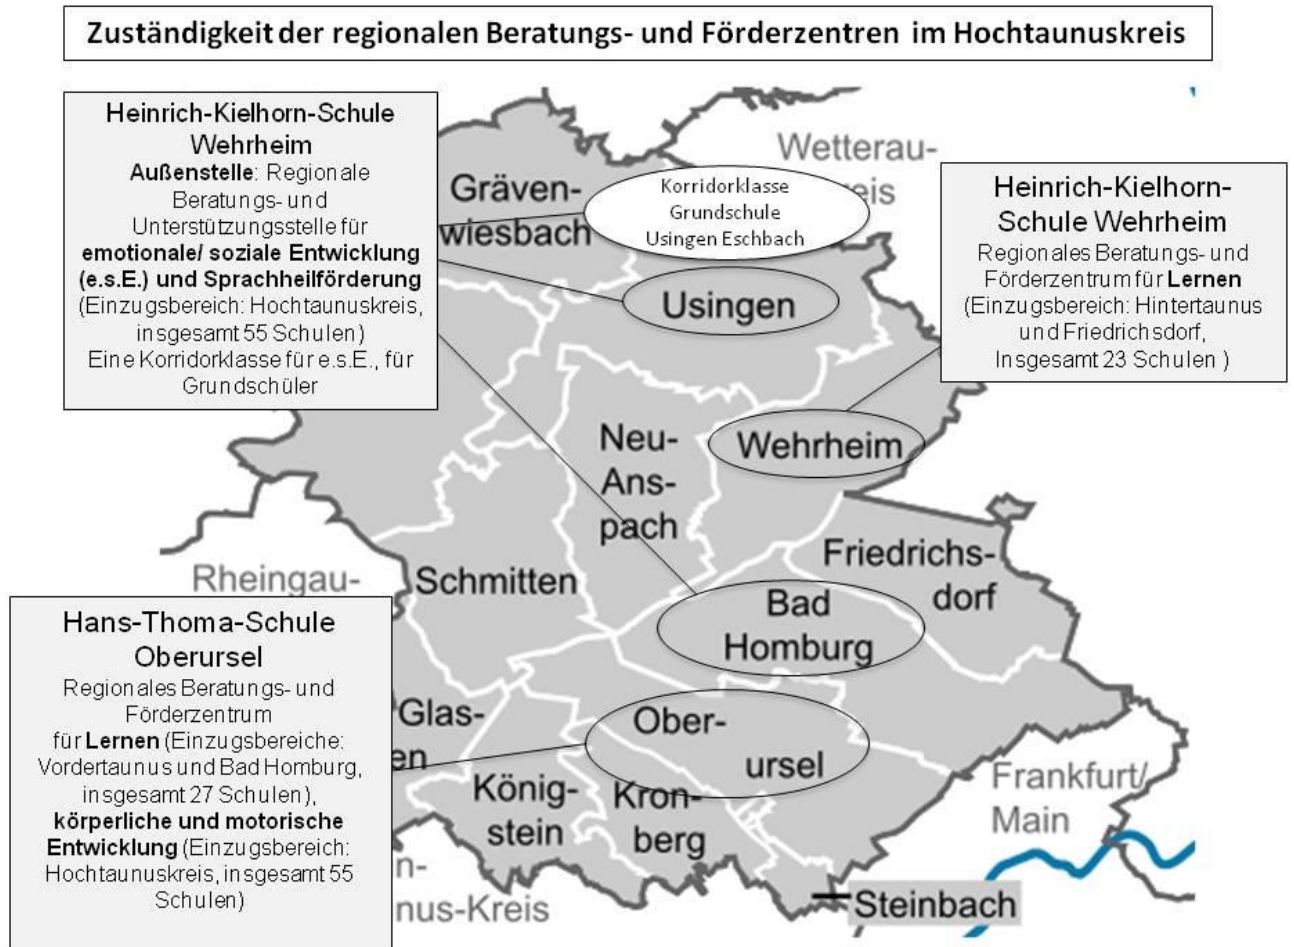 Zuständigkeit der regionalen Beratungs- und Förderzentren im Hochtaunuskreis
Heinrich-Kielhorn-Schule
Wehrheim
Außenstelle: Regionale
Beratungs- und
Unterstützungsstelle für
emotionale/ soziale Entwicklung
(e.s.E.) und Sprachheilförderung
(Einzugsbereich: Hochtaunuskreis,
insgesamt 55 Schulen)
Eine Korridorklasse für e.s.E., für
Grundschüler
Wetterau-
eis
Gräven-
wiesbach
Korridorklasse
Grundschule
Usingen Eschbach
Heinrich-Kielhorn-
Schule Wehrheim
Regionales Beratungs- und
Förderzentrum für Lernen
(Einzugsbereich: Hintertaunus
und Friedrichsdorf,
Insgesamt 23 Schulen )
Usingen
Neu-
Ans-
pach
Wehrheim
Friedrichs-
dorf
Rheingau-
Schmitten
Bad
Homburg
Hans-Thoma-Schule
Oberursel
Regionales Beratungs- und
Förderzentrum
für Lernen (Einzugsbereiche:
Vordertaunus und Bad Homburg,
insgesamt 27 Schulen),
körperliche und motorische
Entwicklung (Einzugsbereich:
Hochtaunuskreis, insgesamt 55
Schulen)
Glas-
en
Ober-
ursel
König-
stein
Kron-
berg
Frankfurt/
Main
n-
nus-Kreis
Steinbach